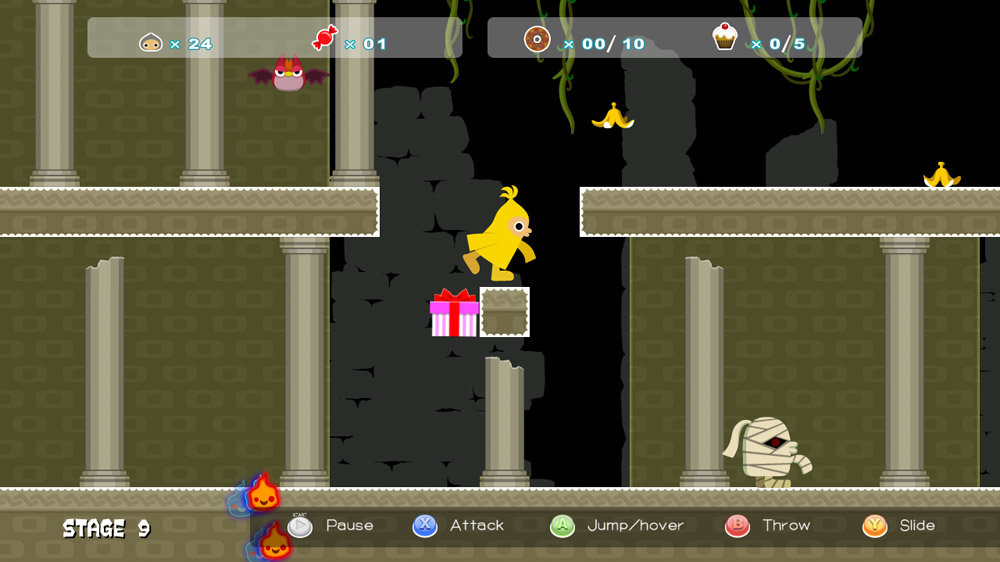 × 24
× 01
× 00/ 10
× 0/5
STAGE 9
START
Pause
X Attack
A Jump/hover
B Throw
Y Slide